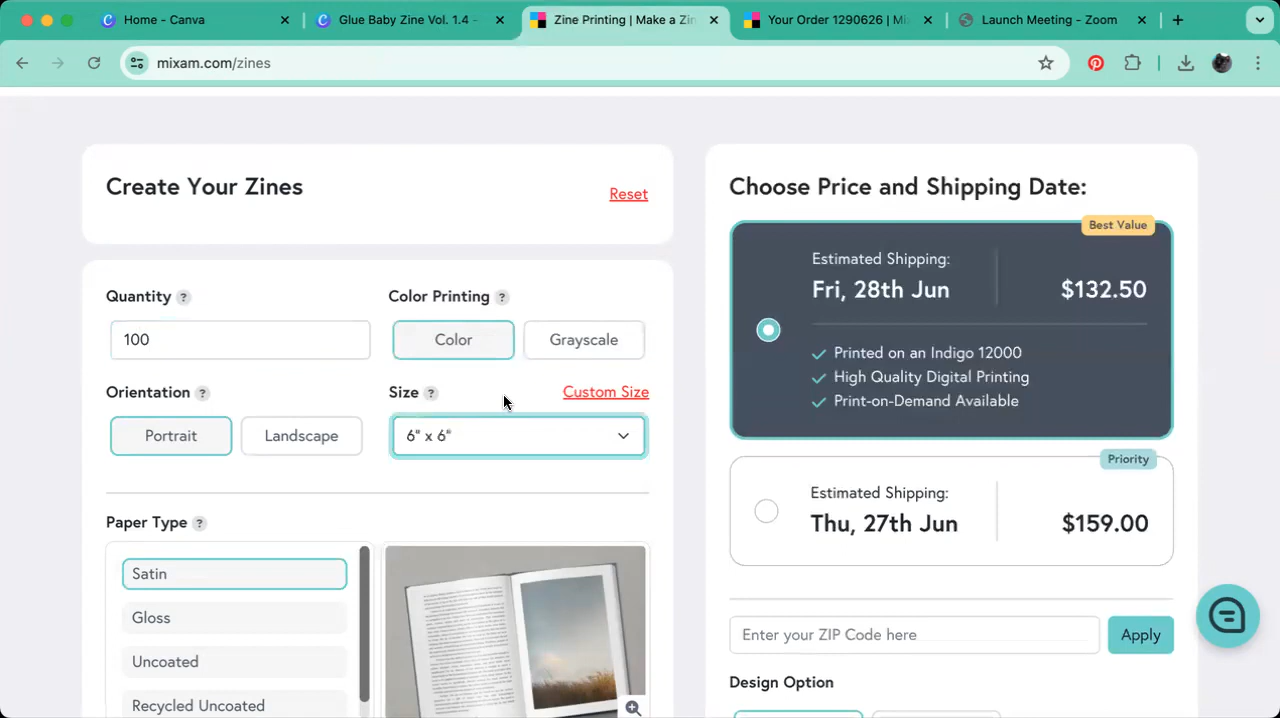 Home - Canva
Glue Baby Zine Vol. 1.4 -
Zine Printing | Make a Zin
Your Order 1290626 | Mi
Launch Meeting - Zoom
mixam.com/zines
Create Your Zines
Reset
Quantity ?
Color Printing ?
100
Color
Grayscale
Orientation ?
Size ?
Custom Size
Portrait
Landscape
6" x 6"
Paper Type ?
Satin
Gloss
Uncoated
Recycled Uncoated
Choose Price and Shipping Date:
Best Value
Estimated Shipping:
Fri, 28th Jun
$132.50
Printed on an Indigo 12000
High Quality Digital Printing
Print-on-Demand Available
Priority
Estimated Shipping:
Thu, 27th Jun
$159.00
Enter your ZIP Code here
Apply
Design Option